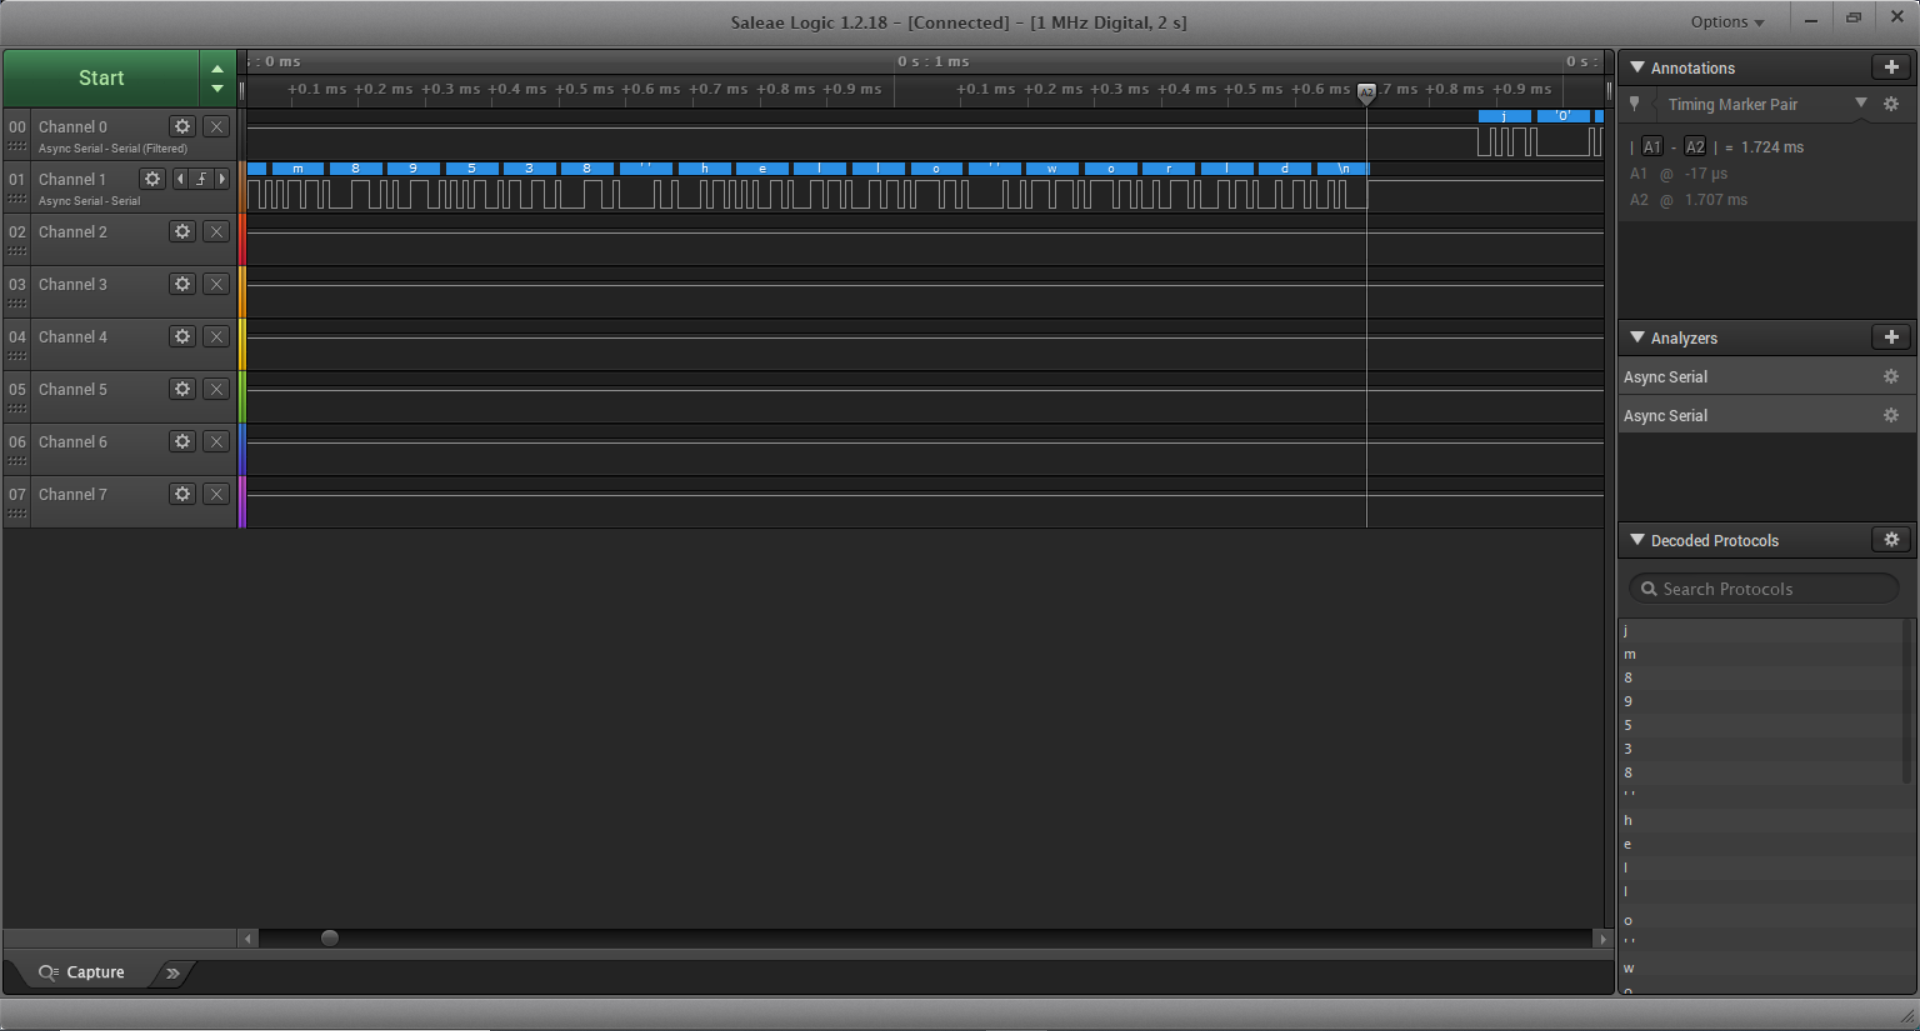 Saleae Logic 1.2.18 - [Connected] - [1 MHz Digital, 2 s]
Options
Start
: 0 ms
0 s : 1 ms
0 s :
+0.1 ms +0.2 ms +0.3 ms +0.4 ms +0.5 ms +0.6 ms +0.7 ms +0.8 ms +0.9 ms
+0.1 ms +0.2 ms +0.3 ms +0.4 ms +0.5 ms +0.6 ms A2 .7 ms +0.8 ms +0.9 ms
00 Channel 0
Async Serial - Serial (Filtered)
j '0'
01 Channel 1
Async Serial - Serial
m 8 9 5 3 8 ' ' h e l l o ' ' w o r l d \n
02 Channel 2
03 Channel 3
04 Channel 4
05 Channel 5
06 Channel 6
07 Channel 7
Capture
Annotations
Timing Marker Pair
| A1 - A2 | = 1.724 ms
A1 @ -17 µs
A2 @ 1.707 ms
Analyzers
Async Serial
Async Serial
Decoded Protocols
Search Protocols
j
m
8
9
5
3
8
' '
h
e
l
l
o
' '
w
o